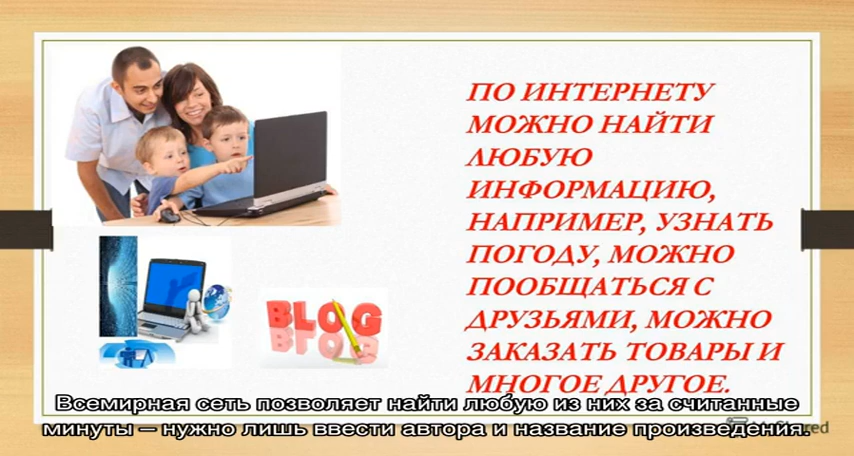 ПО ИНТЕРНЕТУ
МОЖНО НАЙТИ
ЛЮБУЮ
ИНФОРМАЦИЮ,
НАПРИМЕР, УЗНАТЬ
ПОГОДУ, МОЖНО
ПООБЩАТЬСЯ С
ДРУЗЬЯМИ, МОЖНО
ЗАКАЗАТЬ ТОВАРЫ И
МНОГОЕ ДРУГОЕ.
BLOG
Всемирная сеть позволяет найти любую из них за считанные
минуты – нужно лишь ввести автора и название произведения.